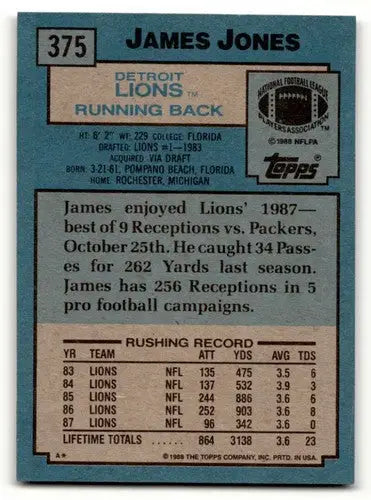 375
JAMES JONES
DETROIT
LIONS™
RUNNING BACK
NATIONAL FOOTBALL LEAGUE
PLAYERS ASSOCIATION
© 1988 NFLPA
Topps®
HT: 6' 2" WT: 229 COLLEGE: FLORIDA
DRAFTED: LIONS #1—1983
ACQUIRED: VIA DRAFT
BORN: 3-21-61, POMPANO BEACH, FLORIDA
HOME: ROCHESTER, MICHIGAN
James enjoyed Lions' 1987—
best of 9 Receptions vs. Packers,
October 25th. He caught 34 Pass-
es for 262 Yards last season.
James has 256 Receptions in 5
pro football campaigns.
RUSHING RECORD
YR TEAM ATT YDS AVG TDS
83 LIONS NFL 135 475 3.5 6
84 LIONS NFL 137 532 3.9 3
85 LIONS NFL 244 886 3.6 6
86 LIONS NFL 252 903 3.6 8
87 LIONS NFL 96 342 3.6 0
LIFETIME TOTALS 864 3138 3.6 23
A* © 1988 THE TOPPS COMPANY, INC. PRTD. IN USA.